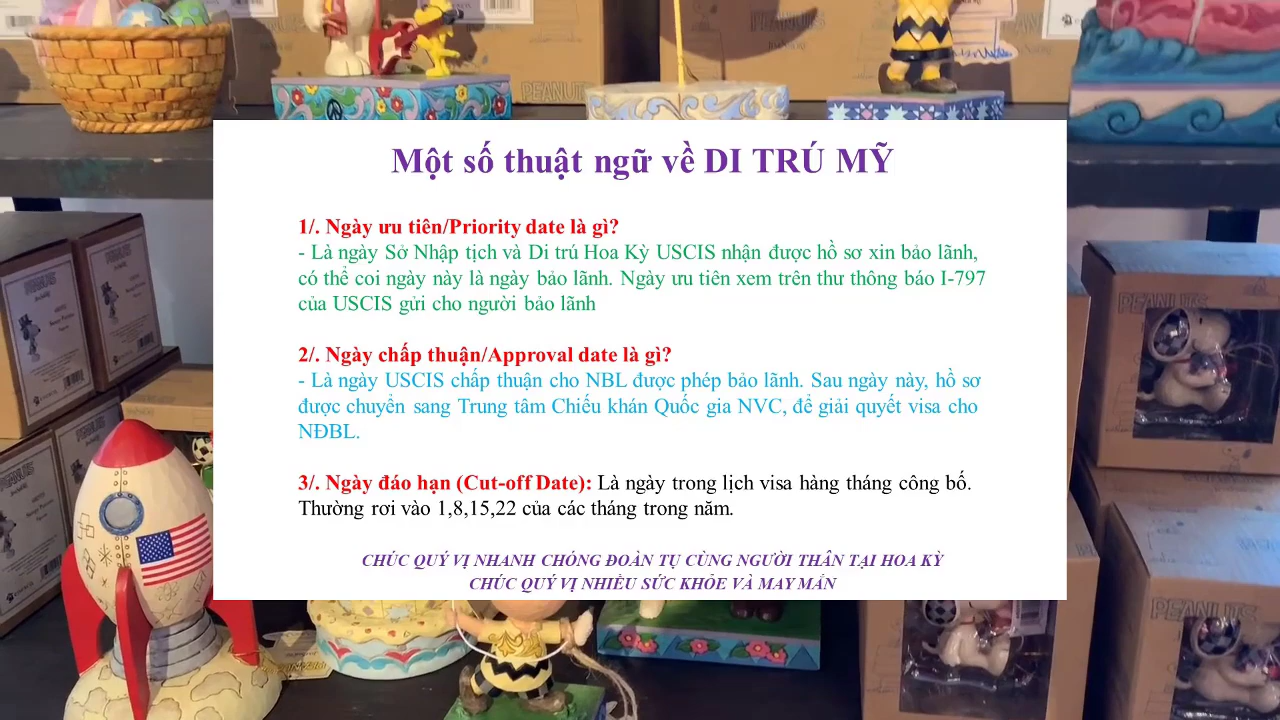 Một số thuật ngữ về DI TRÚ MỸ
1/. Ngày ưu tiên/Priority date là gì?
- Là ngày Sở Nhập tịch và Di trú Hoa Kỳ USCIS nhận được hồ sơ xin bảo lãnh,
có thể coi ngày này là ngày bảo lãnh. Ngày ưu tiên xem trên thư thông báo I-797
của USCIS gửi cho người bảo lãnh
2/. Ngày chấp thuận/Approval date là gì?
- Là ngày USCIS chấp thuận cho NBL được phép bảo lãnh. Sau ngày này, hồ sơ
được chuyển sang Trung tâm Chiếu khán Quốc gia NVC, để giải quyết visa cho
NĐBL.
3/. Ngày đáo hạn (Cut-off Date): Là ngày trong lịch visa hàng tháng công bố.
Thường rơi vào 1,8,15,22 của các tháng trong năm.
CHÚC QUÝ VỊ NHANH CHÓNG ĐOÀN TỤ CÙNG NGƯỜI THÂN TẠI HOA KỲ
CHÚC QUÝ VỊ NHIỀU SỨC KHỎE VÀ MAY MẮN
PEANUTS
PEANUTS
PEANUTS